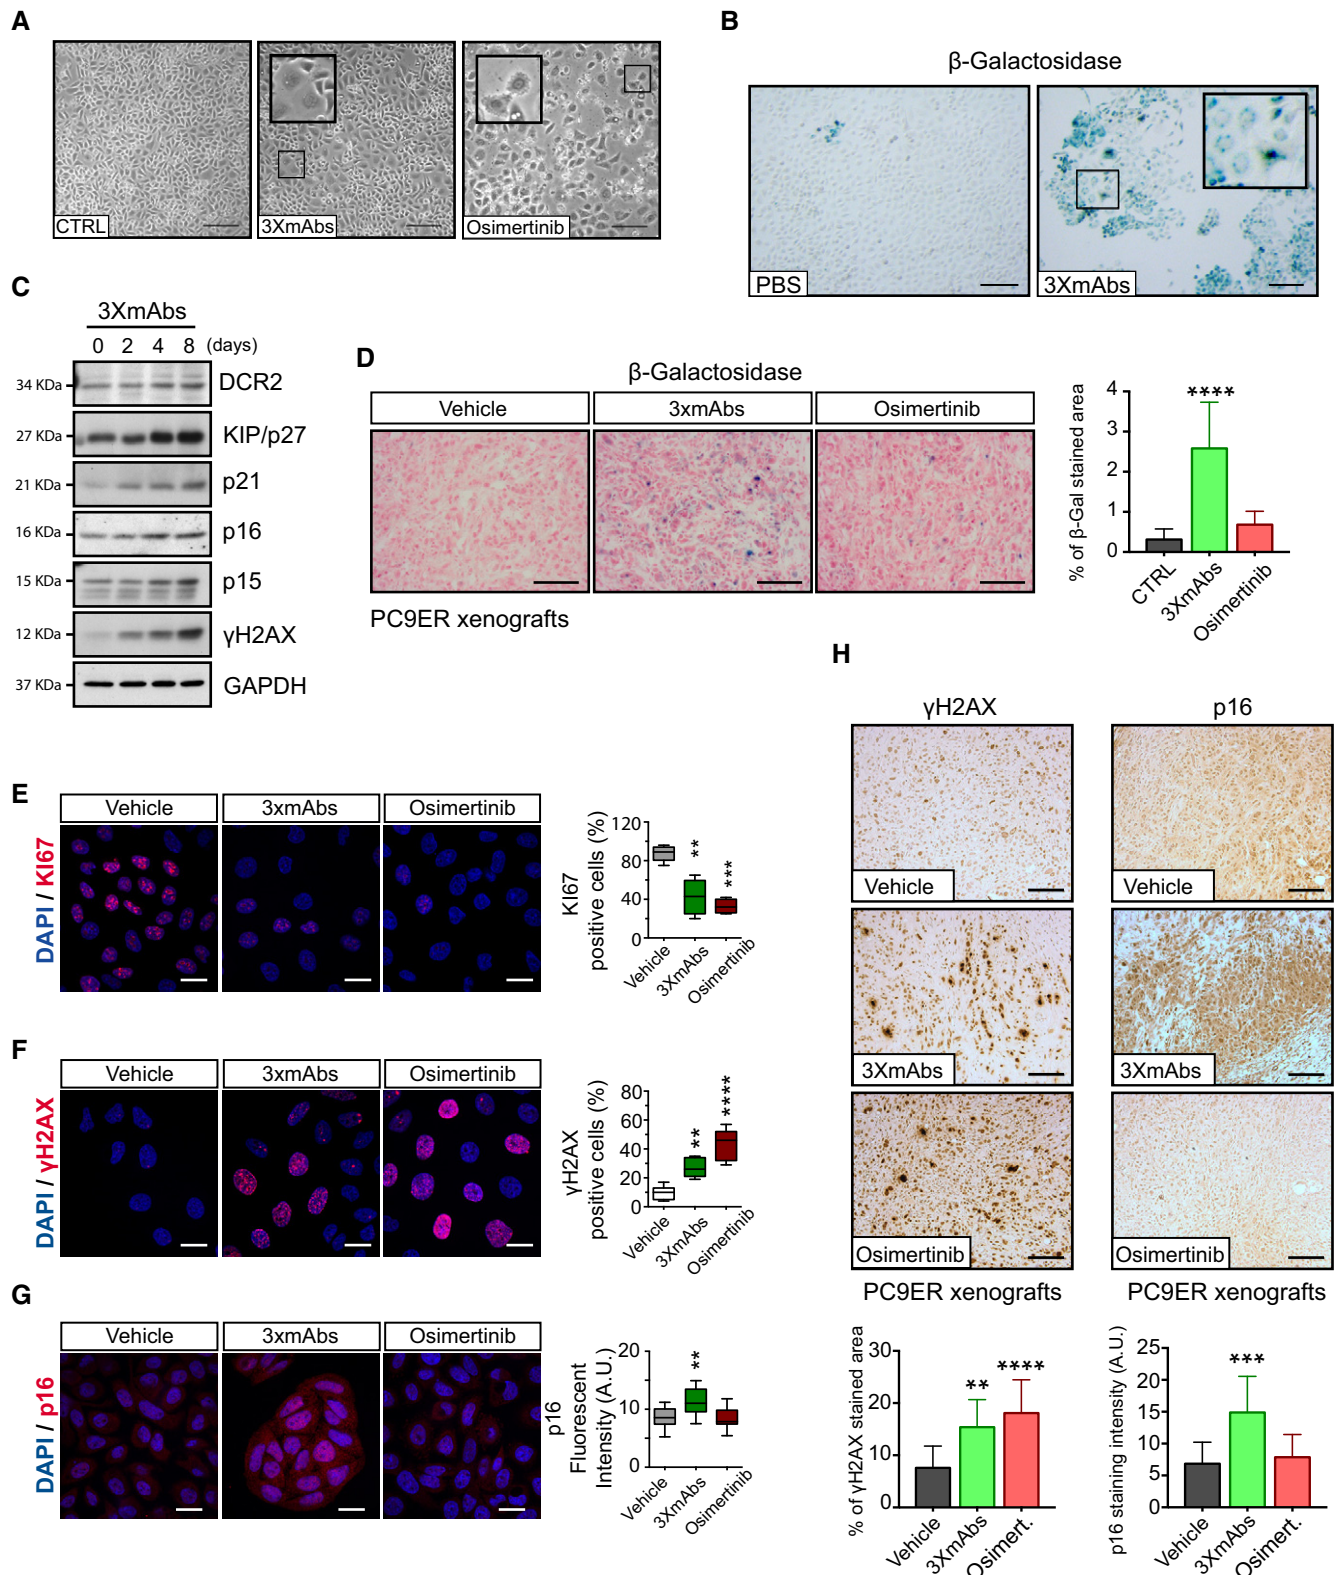 A
CTRL
3XmAbs
Osimertinib
B
β-Galactosidase
PBS
3XmAbs
C
3XmAbs
0 2 4 8 (days)
34 KDa DCR2
27 KDa KIP/p27
21 KDa p21
16 KDa p16
15 KDa p15
12 KDa γH2AX
37 KDa GAPDH
D
β-Galactosidase
Vehicle 3xmAbs Osimertinib
PC9ER xenografts
% of β-Gal stained area
4
3
2
1
0
****
CTRL
3XmAbs
Osimertinib
E
Vehicle 3xmAbs Osimertinib
DAPI / KI67
KI67
positive cells (%)
120
80
40
0
**
***
Vehicle
3XmAbs
Osimertinib
F
Vehicle 3xmAbs Osimertinib
DAPI / γH2AX
γH2AX
positive cells (%)
80
60
40
20
0
**
****
Vehicle
3XmAbs
Osimertinib
G
Vehicle 3xmAbs Osimertinib
DAPI / p16
p16
Fluorescent
Intensity (A.U.)
20
10
0
**
Vehicle
3XmAbs
Osimertinib
H
γH2AX p16
Vehicle Vehicle
3XmAbs 3XmAbs
Osimertinib Osimertinib
PC9ER xenografts PC9ER xenografts
% of γH2AX stained area
30
20
10
0
**
****
Vehicle
3XmAbs
Osimert.
p16 staining intensity (A.U.)
25
20
15
10
5
0
***
Vehicle
3XmAbs
Osimert.